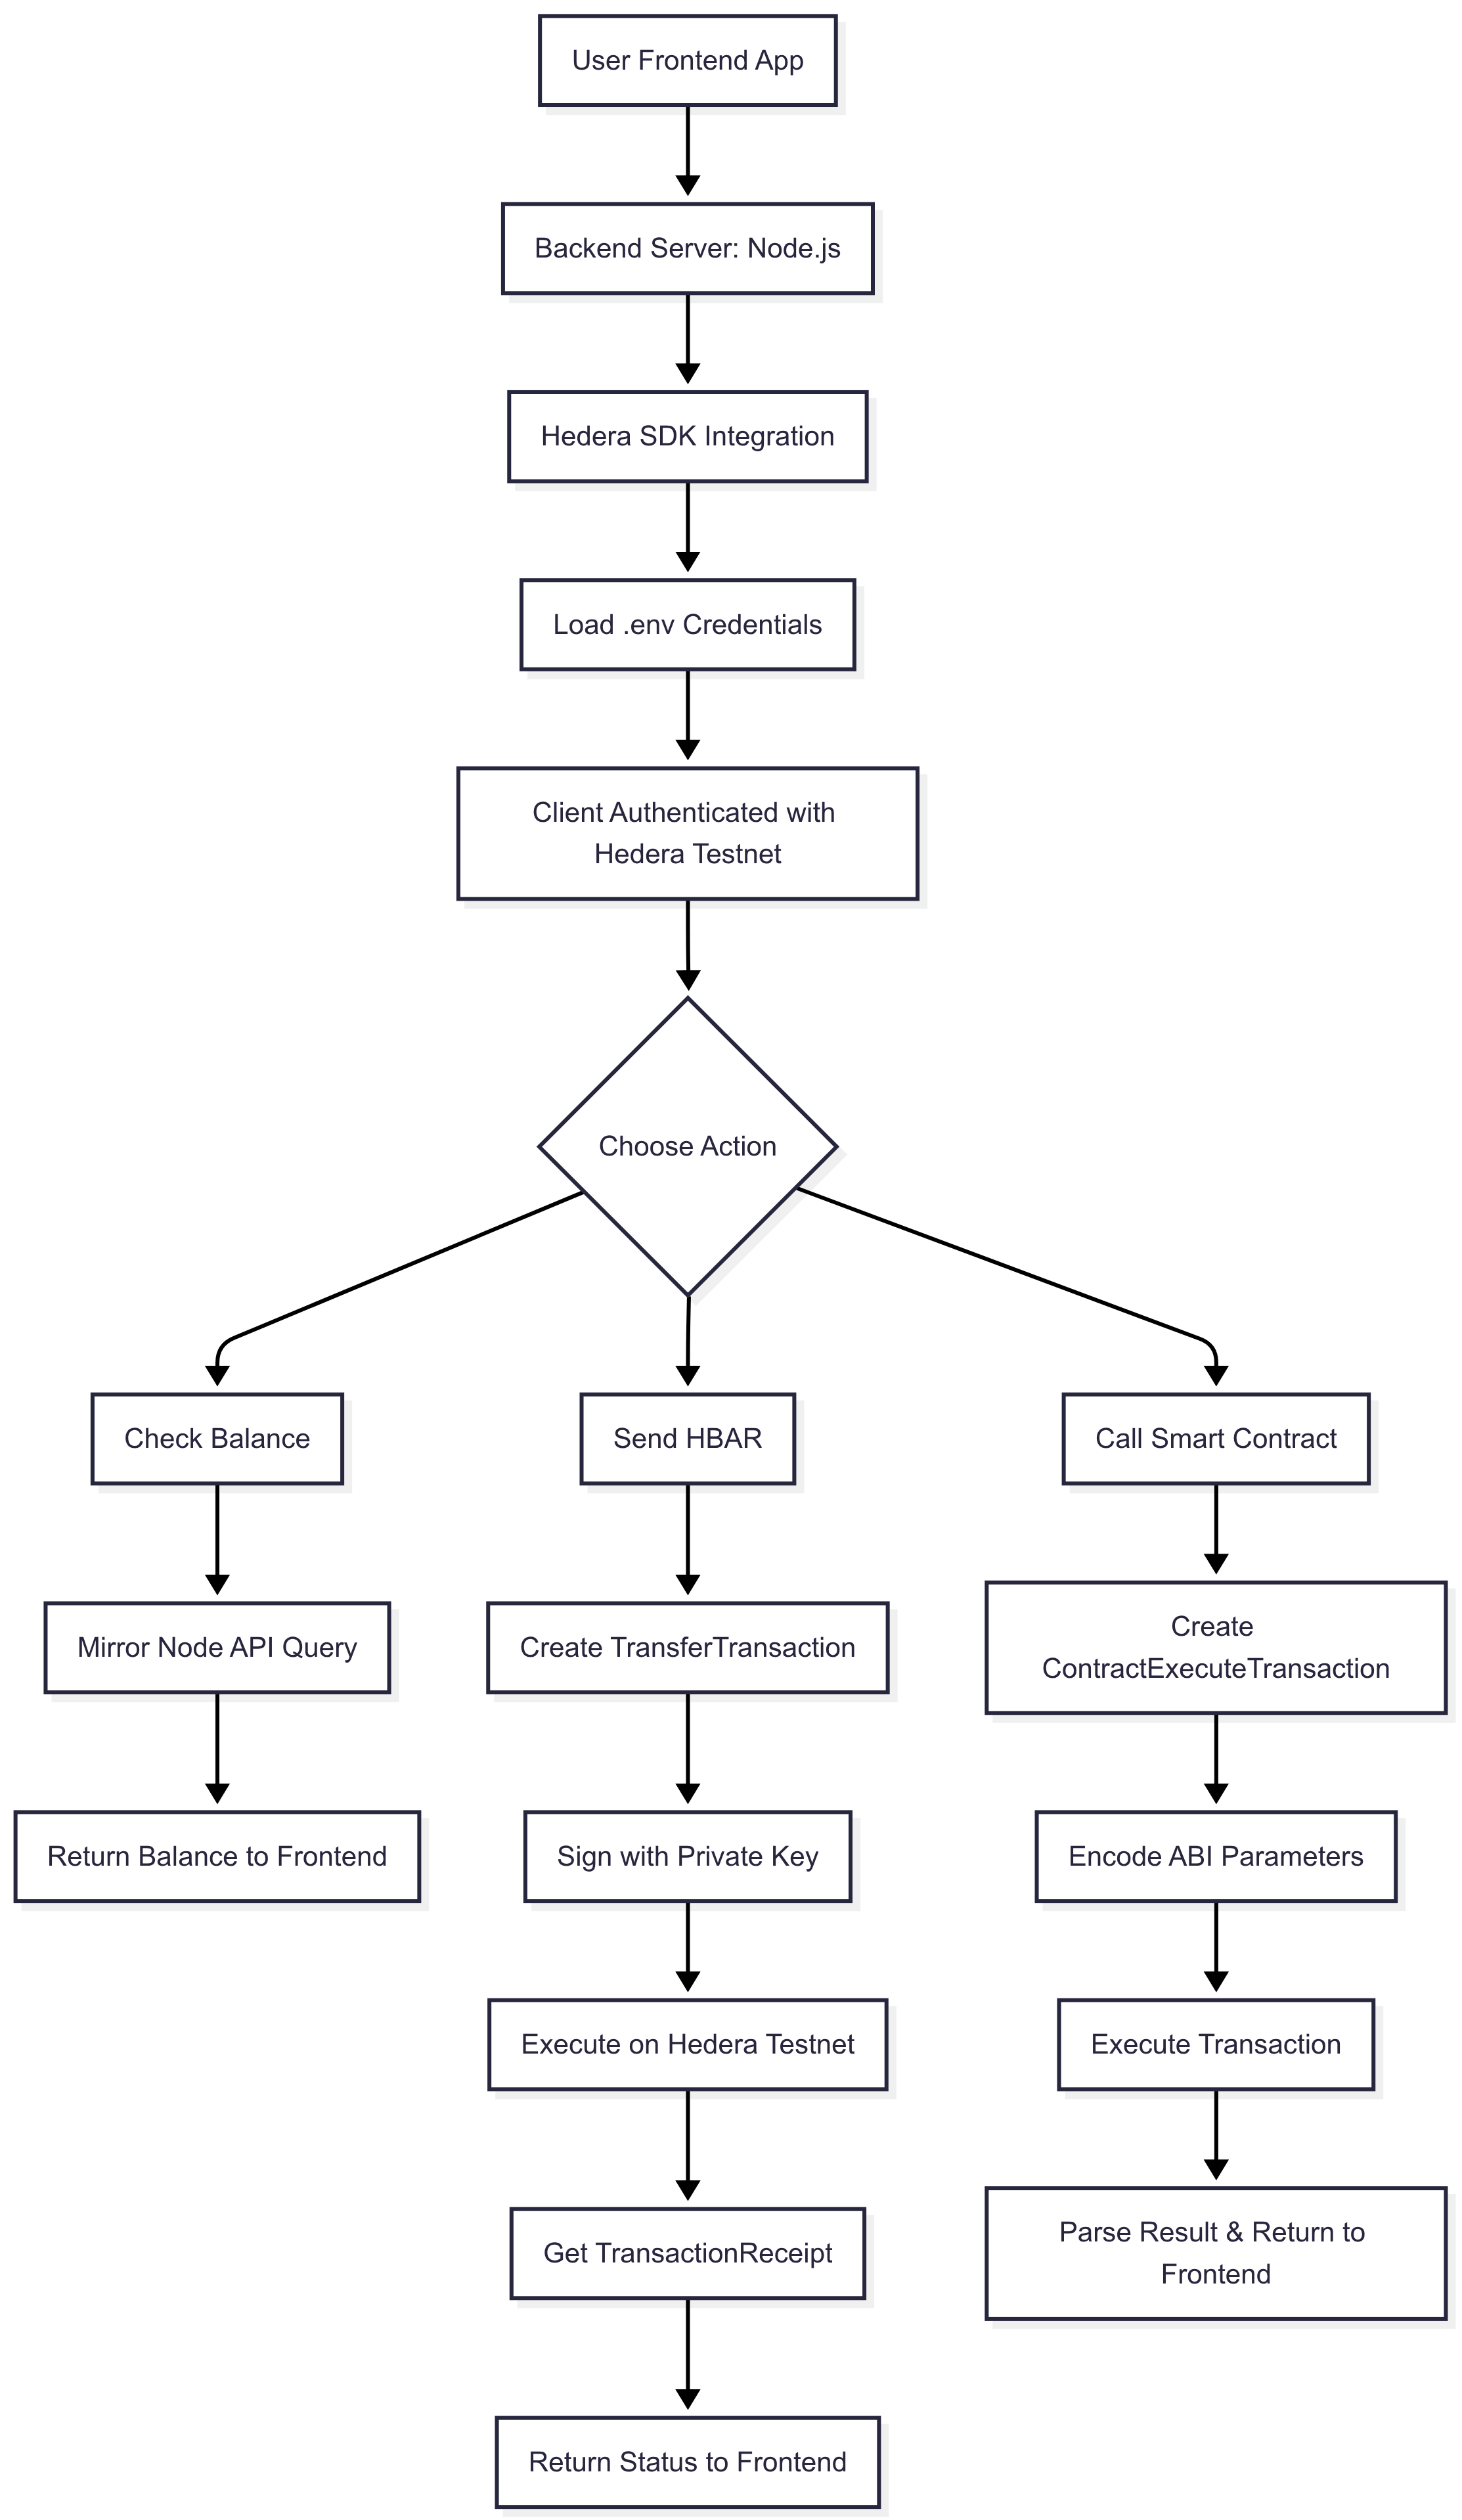 User Frontend App
Backend Server: Node.js
Hedera SDK Integration
Load .env Credentials
Client Authenticated with
Hedera Testnet
Choose Action
Check Balance
Send HBAR
Call Smart Contract
Mirror Node API Query
Create TransferTransaction
Create
ContractExecuteTransaction
Return Balance to Frontend
Sign with Private Key
Encode ABI Parameters
Execute on Hedera Testnet
Execute Transaction
Get TransactionReceipt
Parse Result & Return to
Frontend
Return Status to Frontend